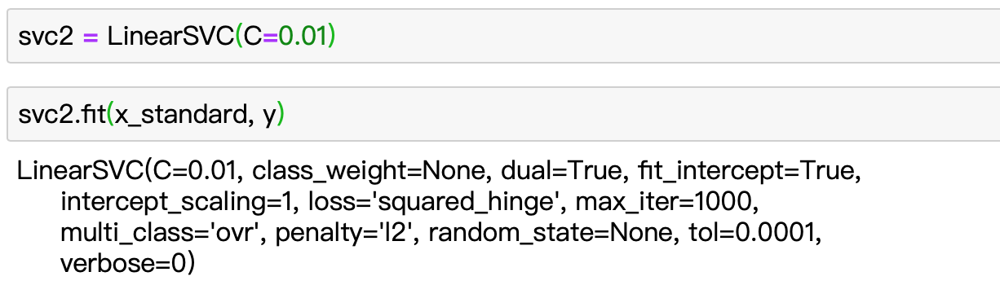 svc2 = LinearSVC(C=0.01)
svc2.fit(x_standard, y)
LinearSVC(C=0.01, class_weight=None, dual=True, fit_intercept=True,
intercept_scaling=1, loss='squared_hinge', max_iter=1000,
multi_class='ovr', penalty='l2', random_state=None, tol=0.0001,
verbose=0)